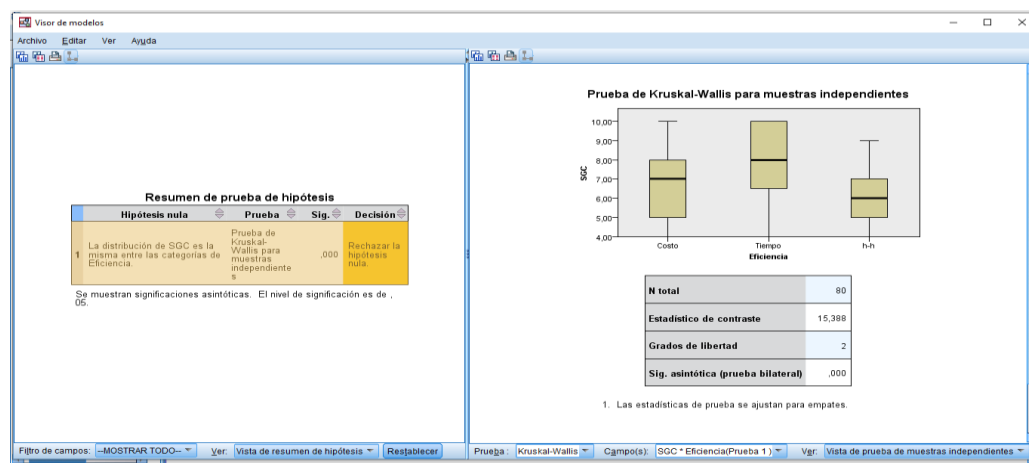 Visor de modelos
Archivo Editar Ver Ayuda
Resumen de prueba de hipótesis
Hipótesis nula Prueba Sig. Decisión
1 La distribución de SGC es la misma entre las categorías de Eficiencia. Prueba de Kruskal-Wallis para muestras independientes ,000 Rechazar la hipótesis nula.
Se muestran significaciones asintóticas. El nivel de significación es de ,
05.
Filtro de campos: --MOSTRAR TODO-- Ver: Vista de resumen de hipótesis Restablecer
Prueba de Kruskal-Wallis para muestras independientes
10,00
8,00
7,00
6,00
5,00
4,00
9,00
SGC
Costo Tiempo h-h
Eficiencia
N total 80
Estadístico de contraste 15,388
Grados de libertad 2
Sig. asintótica (prueba bilateral) ,000
1. Las estadísticas de prueba se ajustan para empates.
Prueba: Kruskal-Wallis Campo(s): SGC * Eficiencia(Prueba 1) Ver: Vista de prueba de muestras independientes